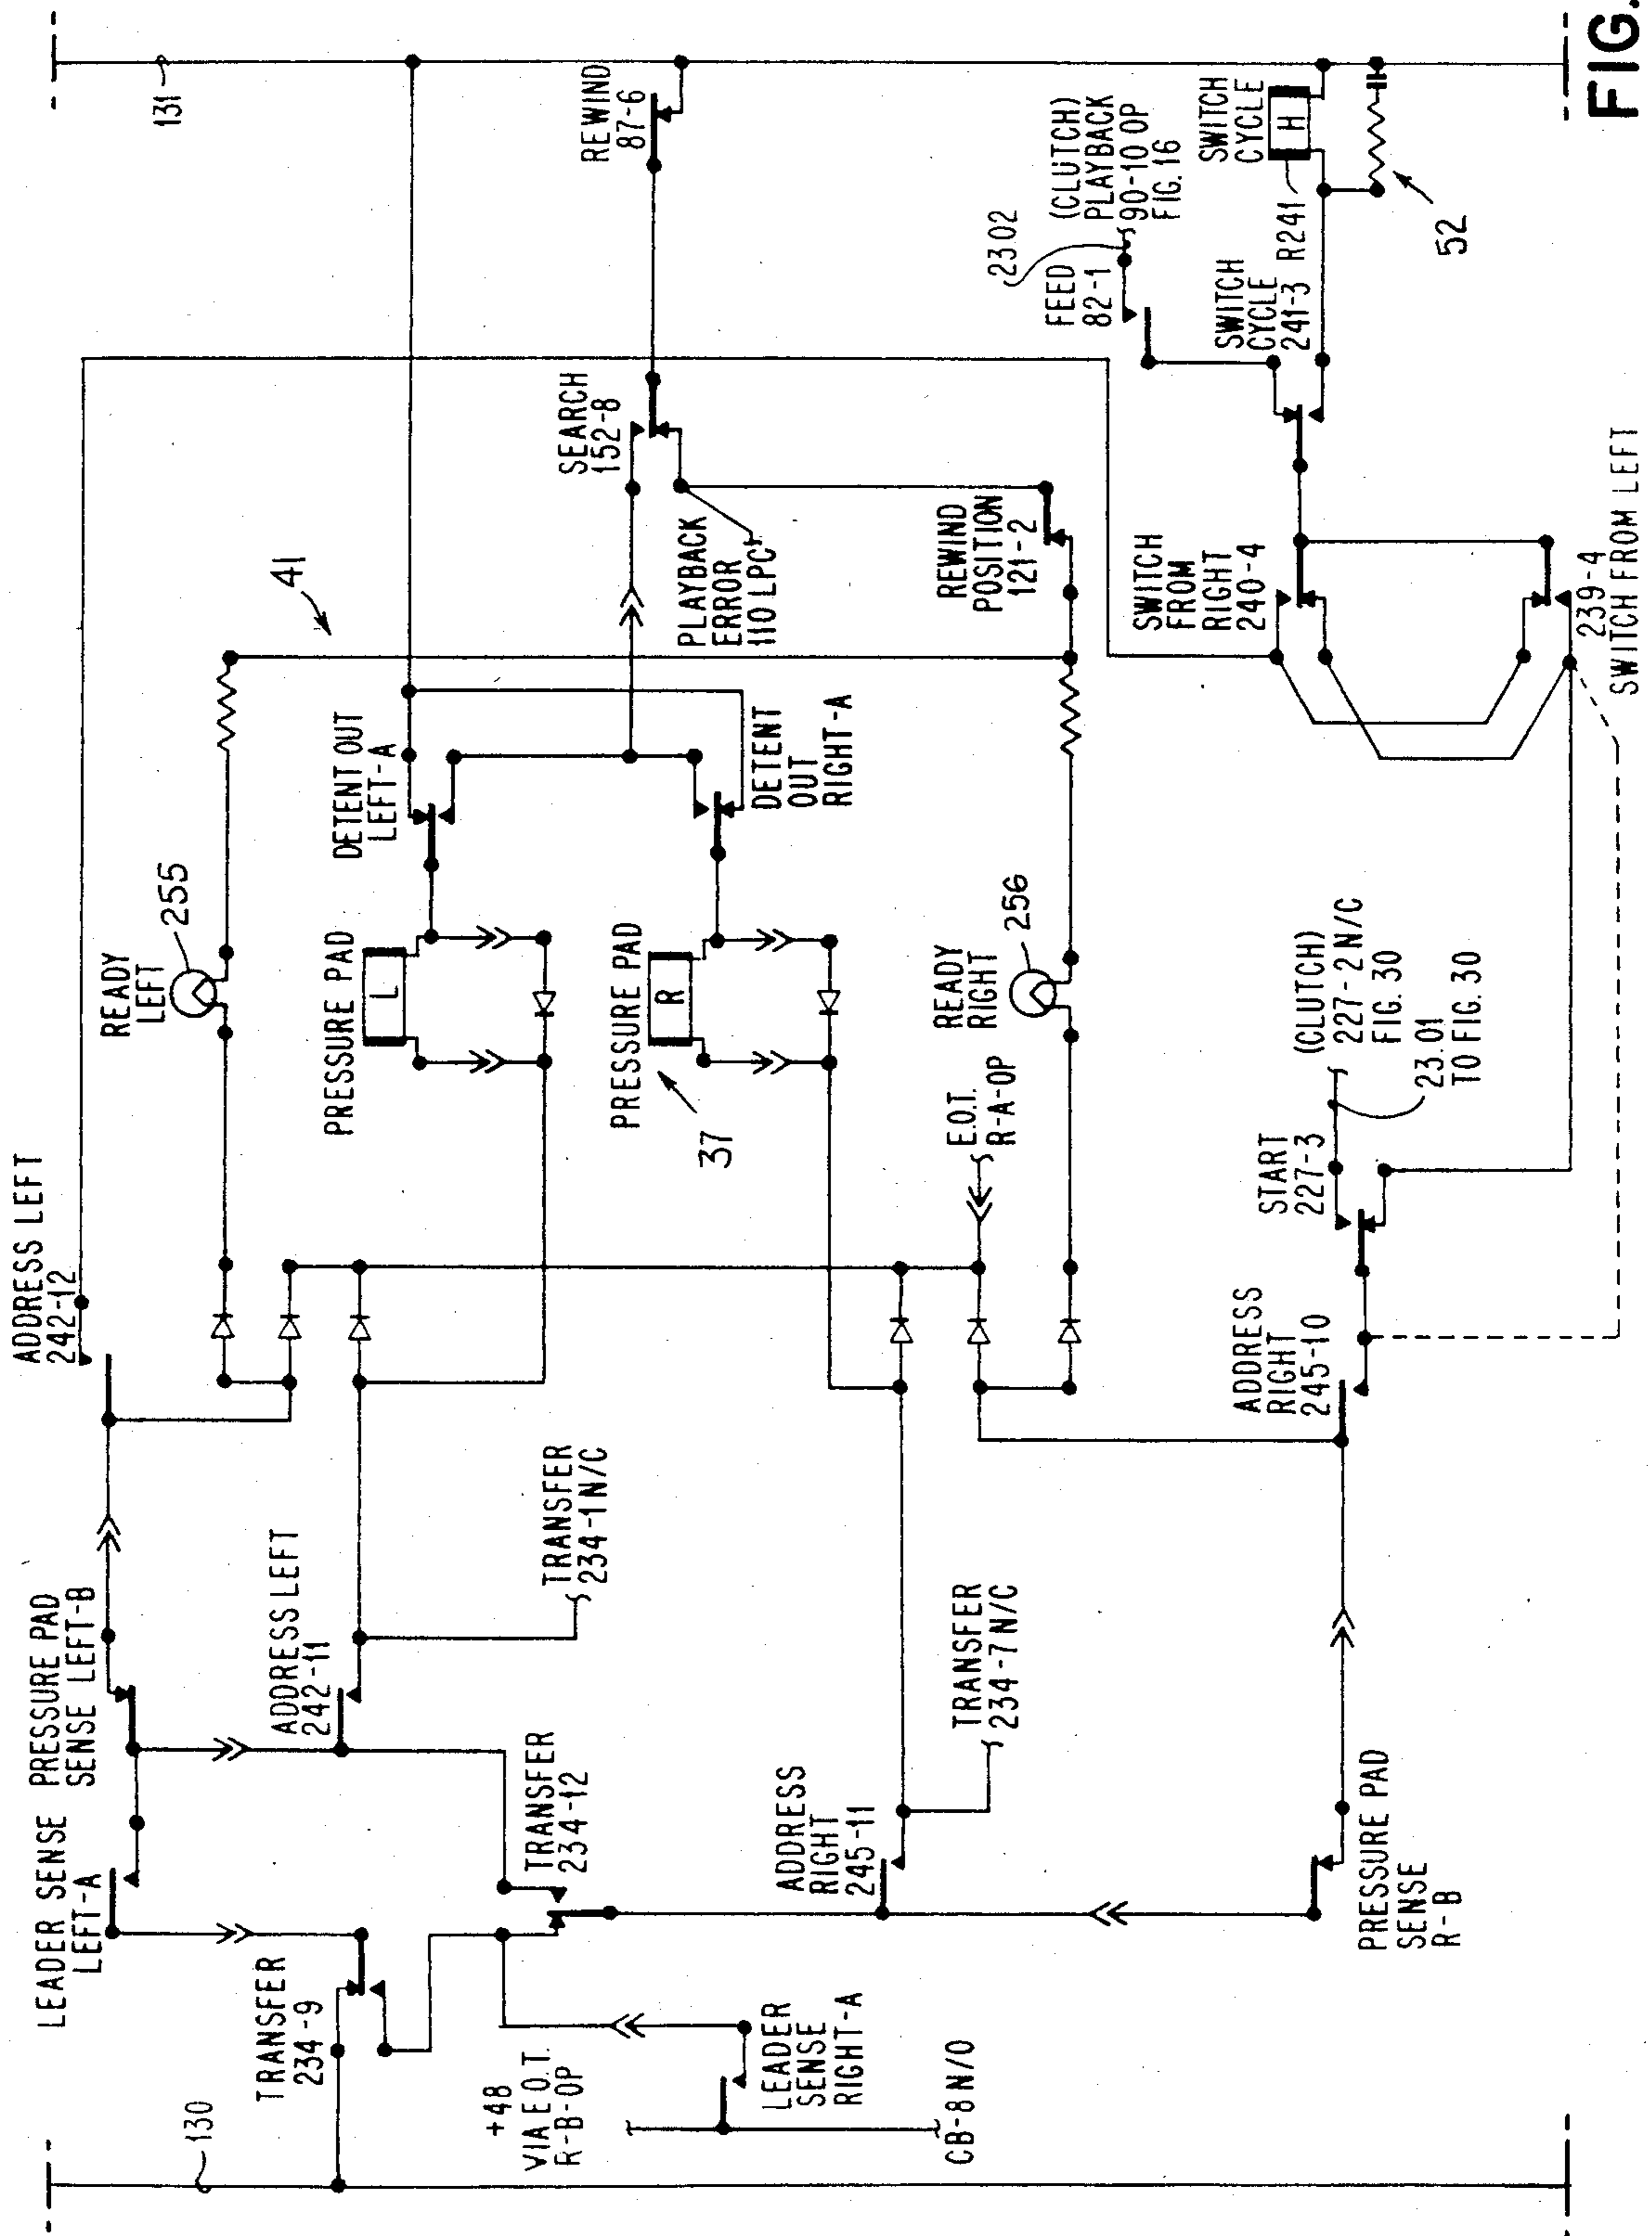 131
REWIND
87-6
(CLUTCH)
PLAYBACK
90-10 OP
FIG. 16
23.02
FEED
82-1
SWITCH
CYCLE
H
SWITCH
CYCLE
241-3
R241
52
SEARCH
152-8
PLAYBACK
ERROR
110 LPC
REWIND
POSITION
121-2
SWITCH
FROM
RIGHT
240-4
239-4
SWITCH FROM LEFT
41
DETENT OUT
LEFT-A
DETENT
OUT
RIGHT-A
READY
LEFT
255
PRESSURE PAD
L
PRESSURE PAD
R
37
READY
RIGHT
256
E.O.T.
R-A-OP
(CLUTCH)
227-2 N/C
FIG. 30
23.01
TO FIG. 30
START
227-3
ADDRESS LEFT
242-12
ADDRESS
RIGHT
245-10
TRANSFER
234-1 N/C
TRANSFER
234-7 N/C
PRESSURE PAD
SENSE LEFT-B
ADDRESS LEFT
242-11
LEADER SENSE
LEFT-A
TRANSFER
234-12
ADDRESS
RIGHT
245-11
PRESSURE PAD
SENSE
R-B
TRANSFER
234-9
+48
VIA E.O.T.
R-B-OP
LEADER
SENSE
RIGHT-A
CB-8 N/O
130
FIG.